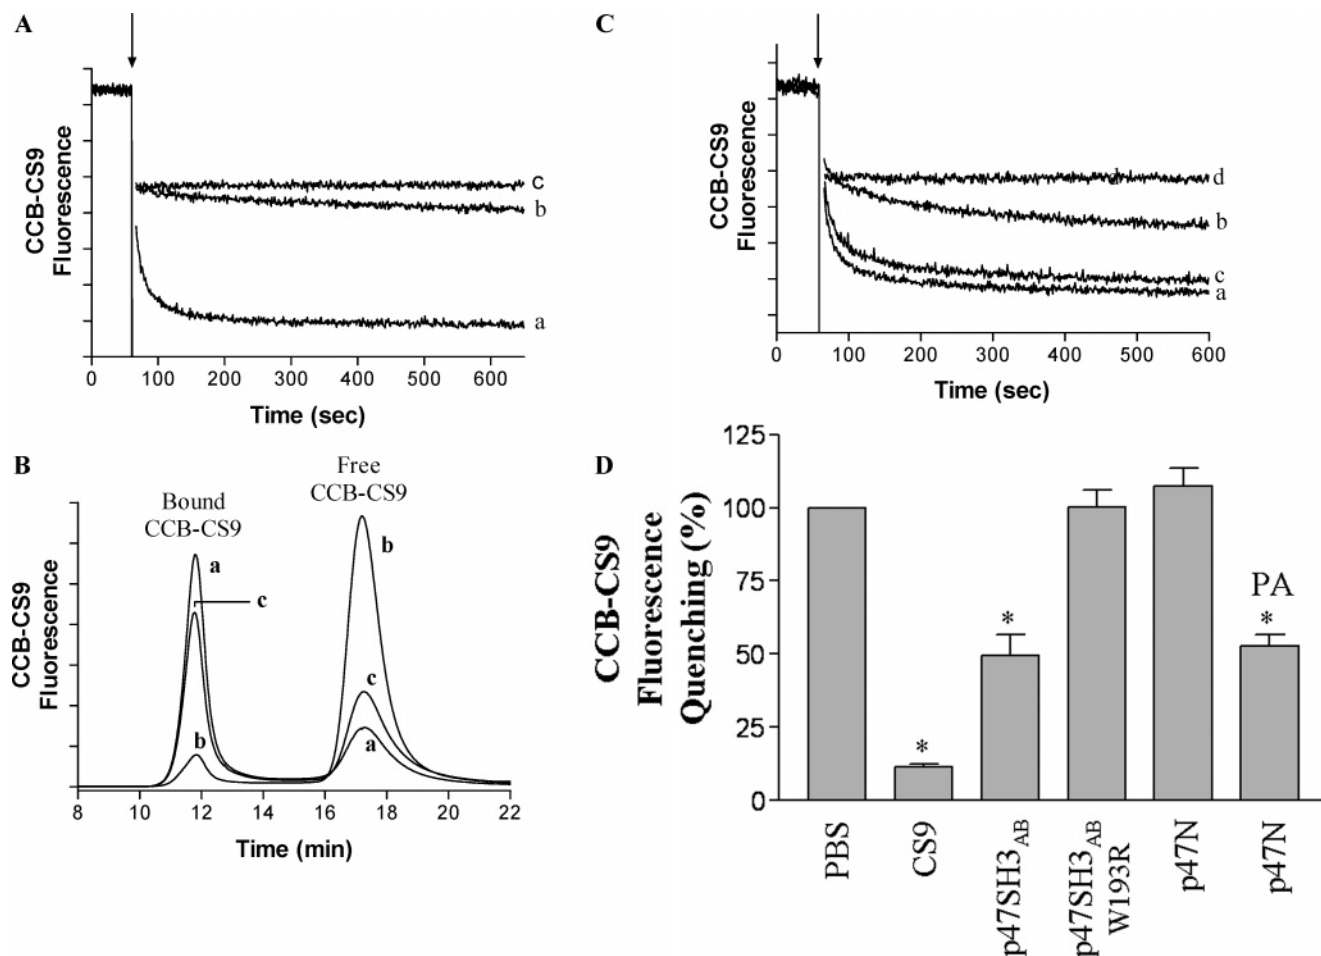 A
CCB-CS9
Fluorescence
c
b
a
0 100 200 300 400 500 600
Time (sec)
B
Bound
CCB-CS9
Free
CCB-CS9
a
c
b
b
c
a
CCB-CS9
Fluorescence
8 10 12 14 16 18 20 22
Time (min)
C
CCB-CS9
Fluorescence
d
d
b
c
a
100 200 300 400 500 600
Time (sec)
D
CCB-CS9
Fluorescence
Quenching (%)
125
100
75
50
25
0
*
*
PA
*
PBS
CS9
p47SH3AB
p47SH3AB
W193R
p47N
p47N